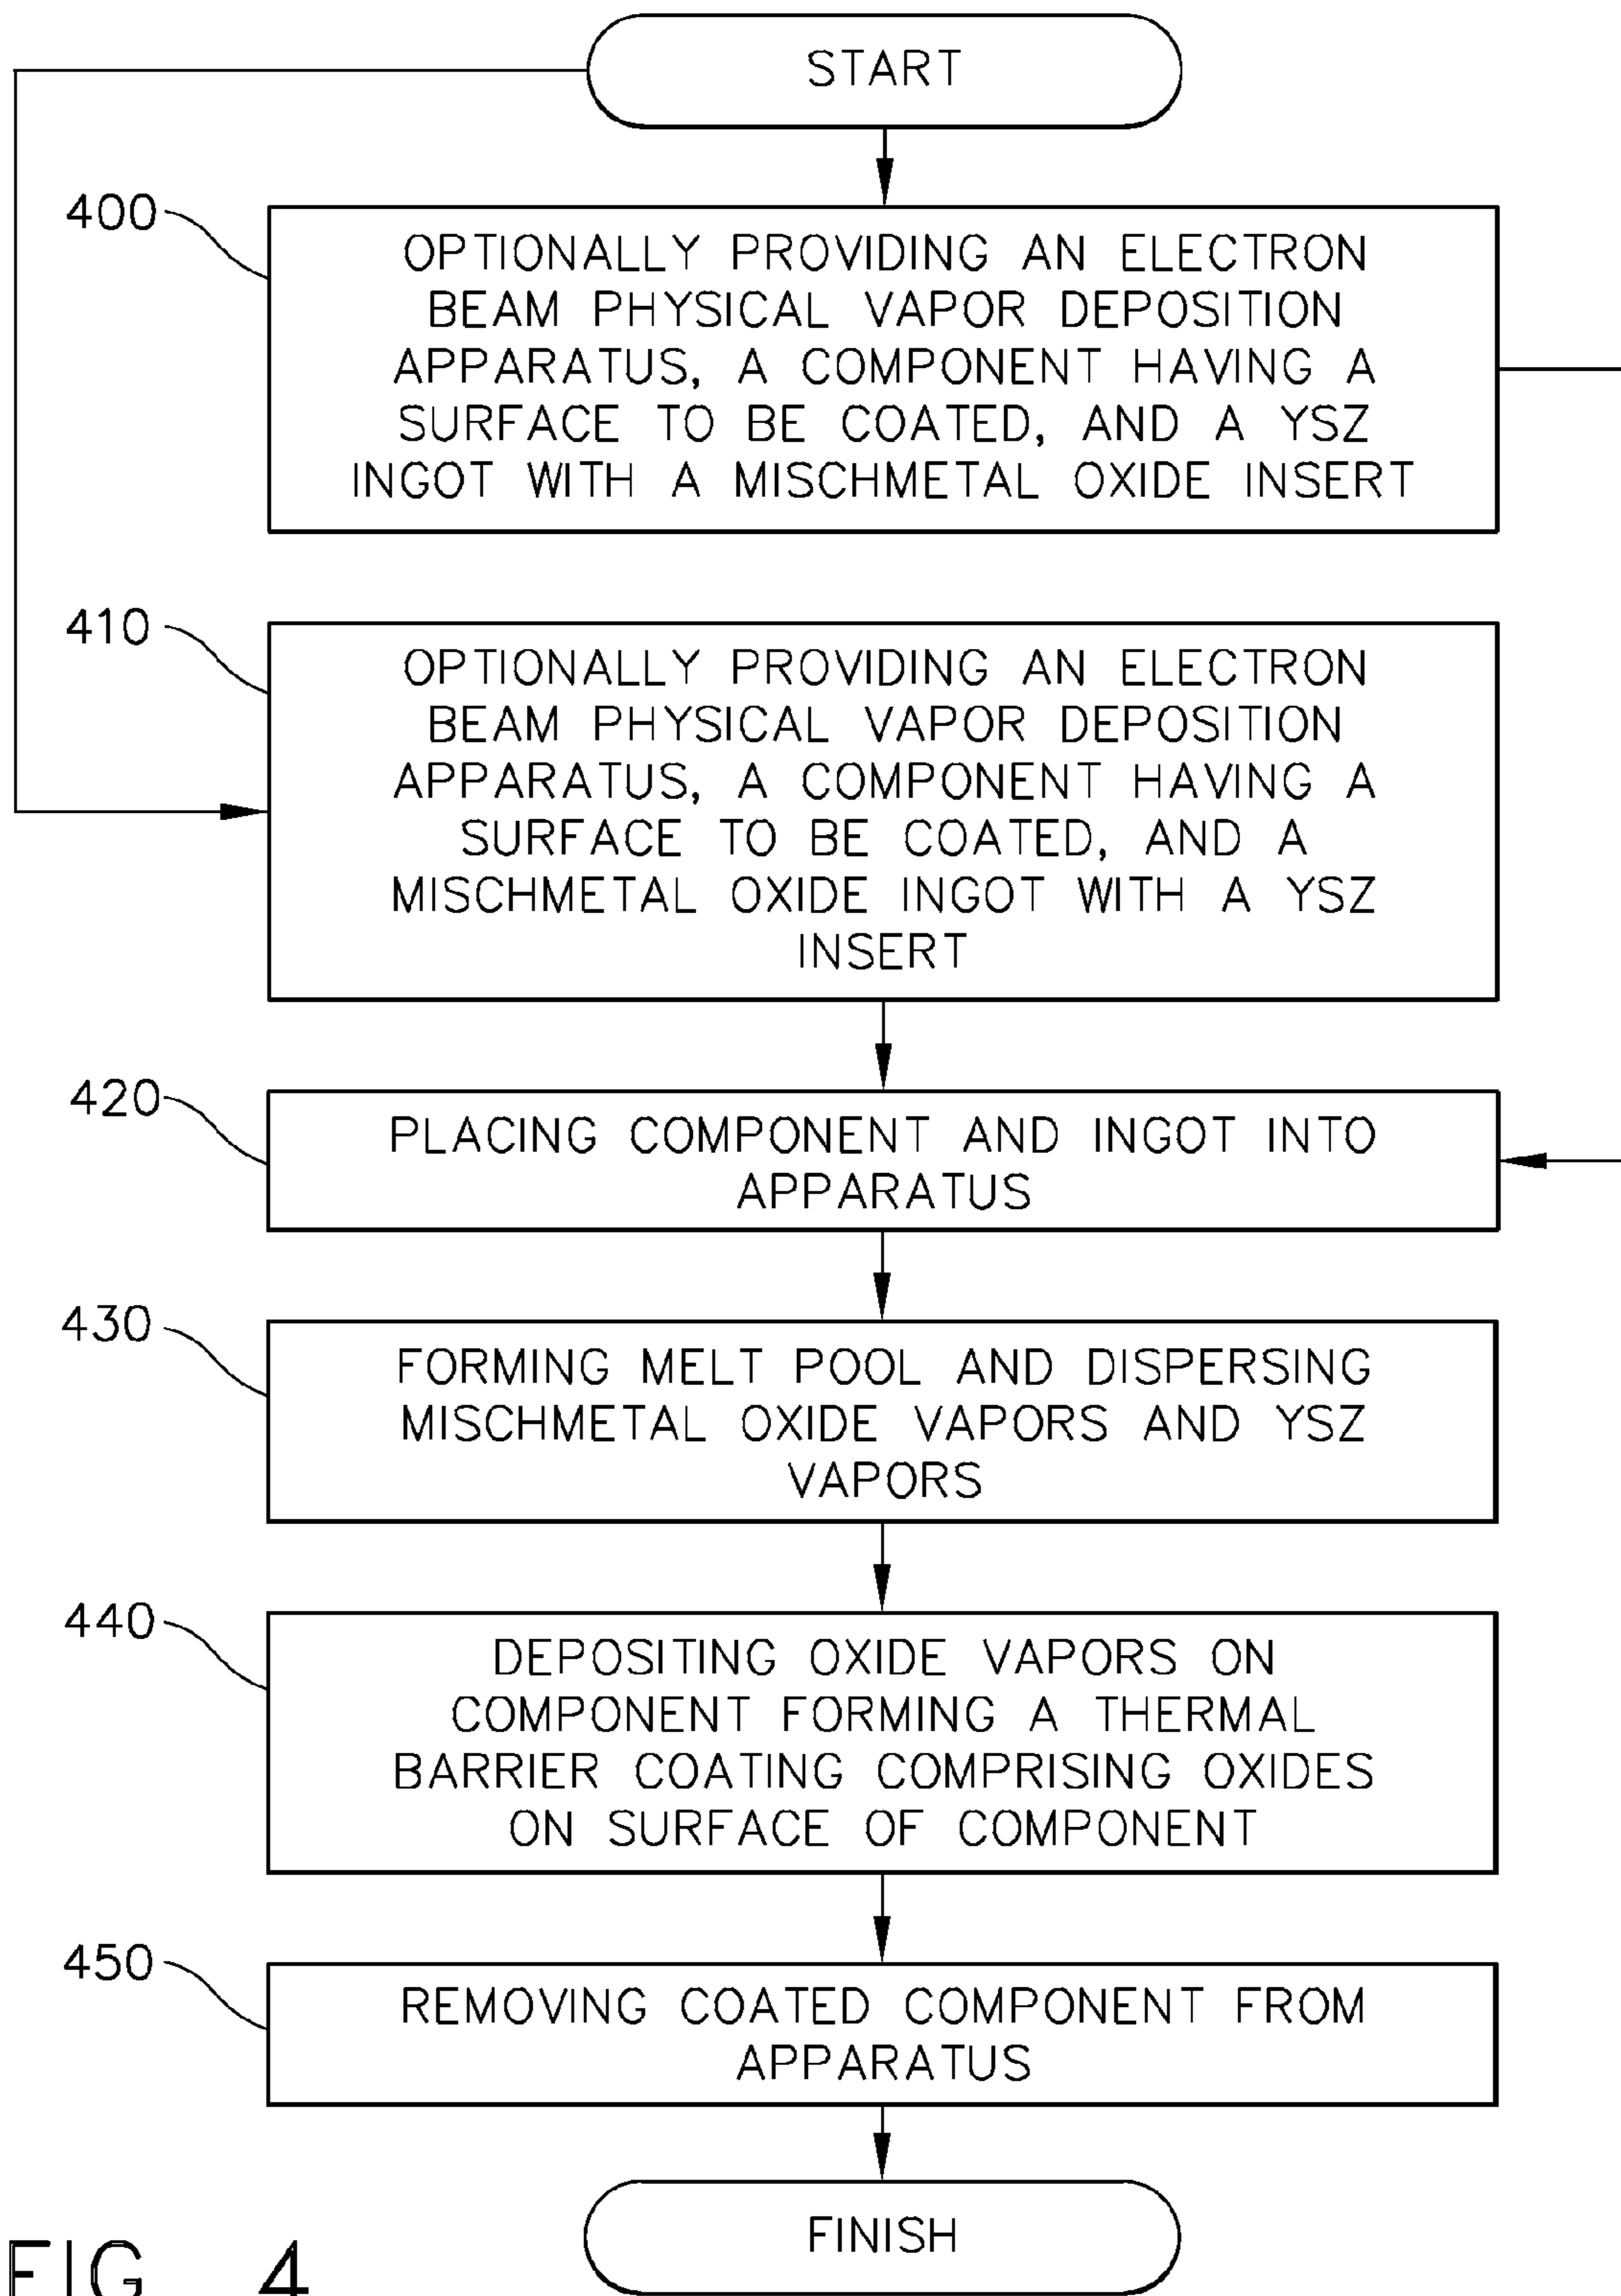 START
400
OPTIONALLY PROVIDING AN ELECTRON
BEAM PHYSICAL VAPOR DEPOSITION
APPARATUS, A COMPONENT HAVING A
SURFACE TO BE COATED, AND A YSZ
INGOT WITH A MISCHMETAL OXIDE INSERT
410
OPTIONALLY PROVIDING AN ELECTRON
BEAM PHYSICAL VAPOR DEPOSITION
APPARATUS, A COMPONENT HAVING A
SURFACE TO BE COATED, AND A
MISCHMETAL OXIDE INGOT WITH A YSZ
INSERT
420
PLACING COMPONENT AND INGOT INTO
APPARATUS
430
FORMING MELT POOL AND DISPERSING
MISCHMETAL OXIDE VAPORS AND YSZ
VAPORS
440
DEPOSITING OXIDE VAPORS ON
COMPONENT FORMING A THERMAL
BARRIER COATING COMPRISING OXIDES
ON SURFACE OF COMPONENT
450
REMOVING COATED COMPONENT FROM
APPARATUS
FINISH
FIG. 4